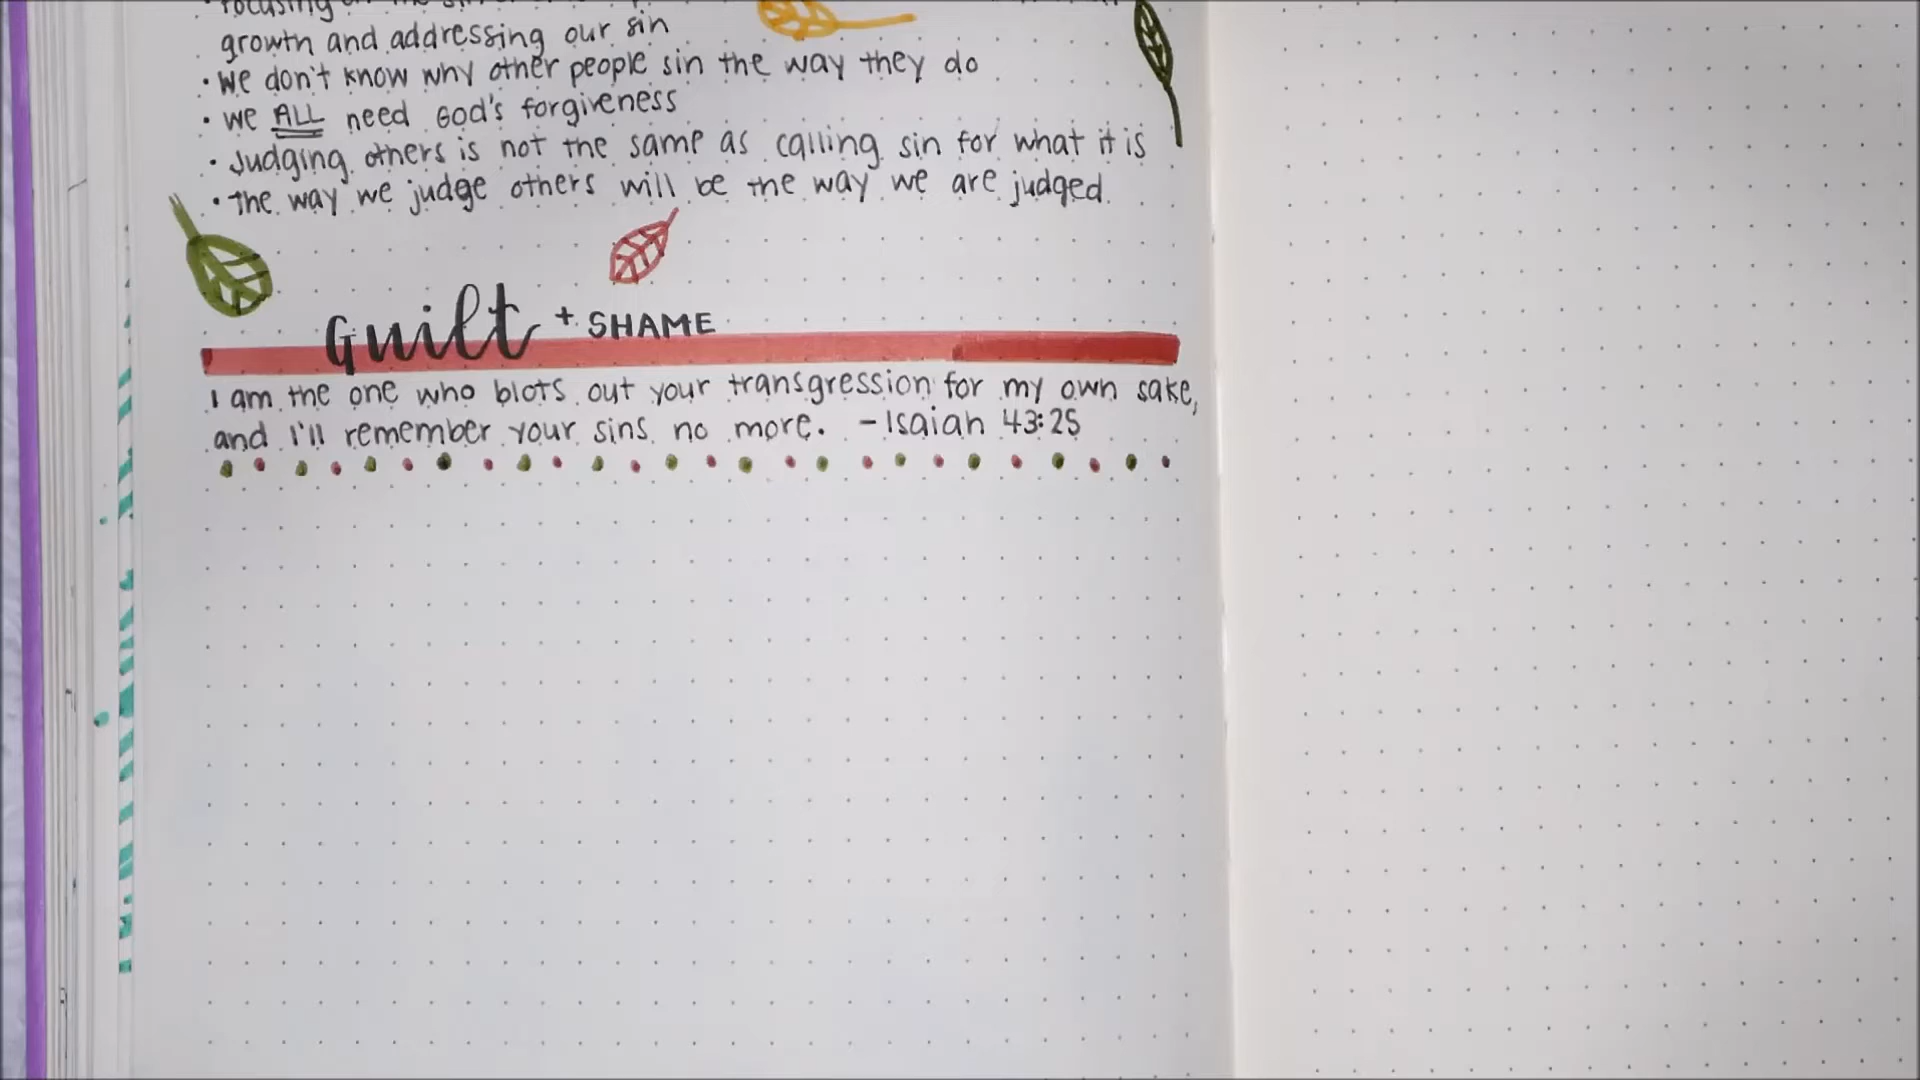 focusing on the
growth and addressing our sin
• we don't know why other people sin the way they do
• we ALL need God's forgiveness
• Judging others is not the same as calling sin for what it is
• the way we judge others will be the way we are judged.
Guilt + SHAME
I am the one who blots out your transgression for my own sake,
and I'll remember your sins no more. - Isaiah 43:25